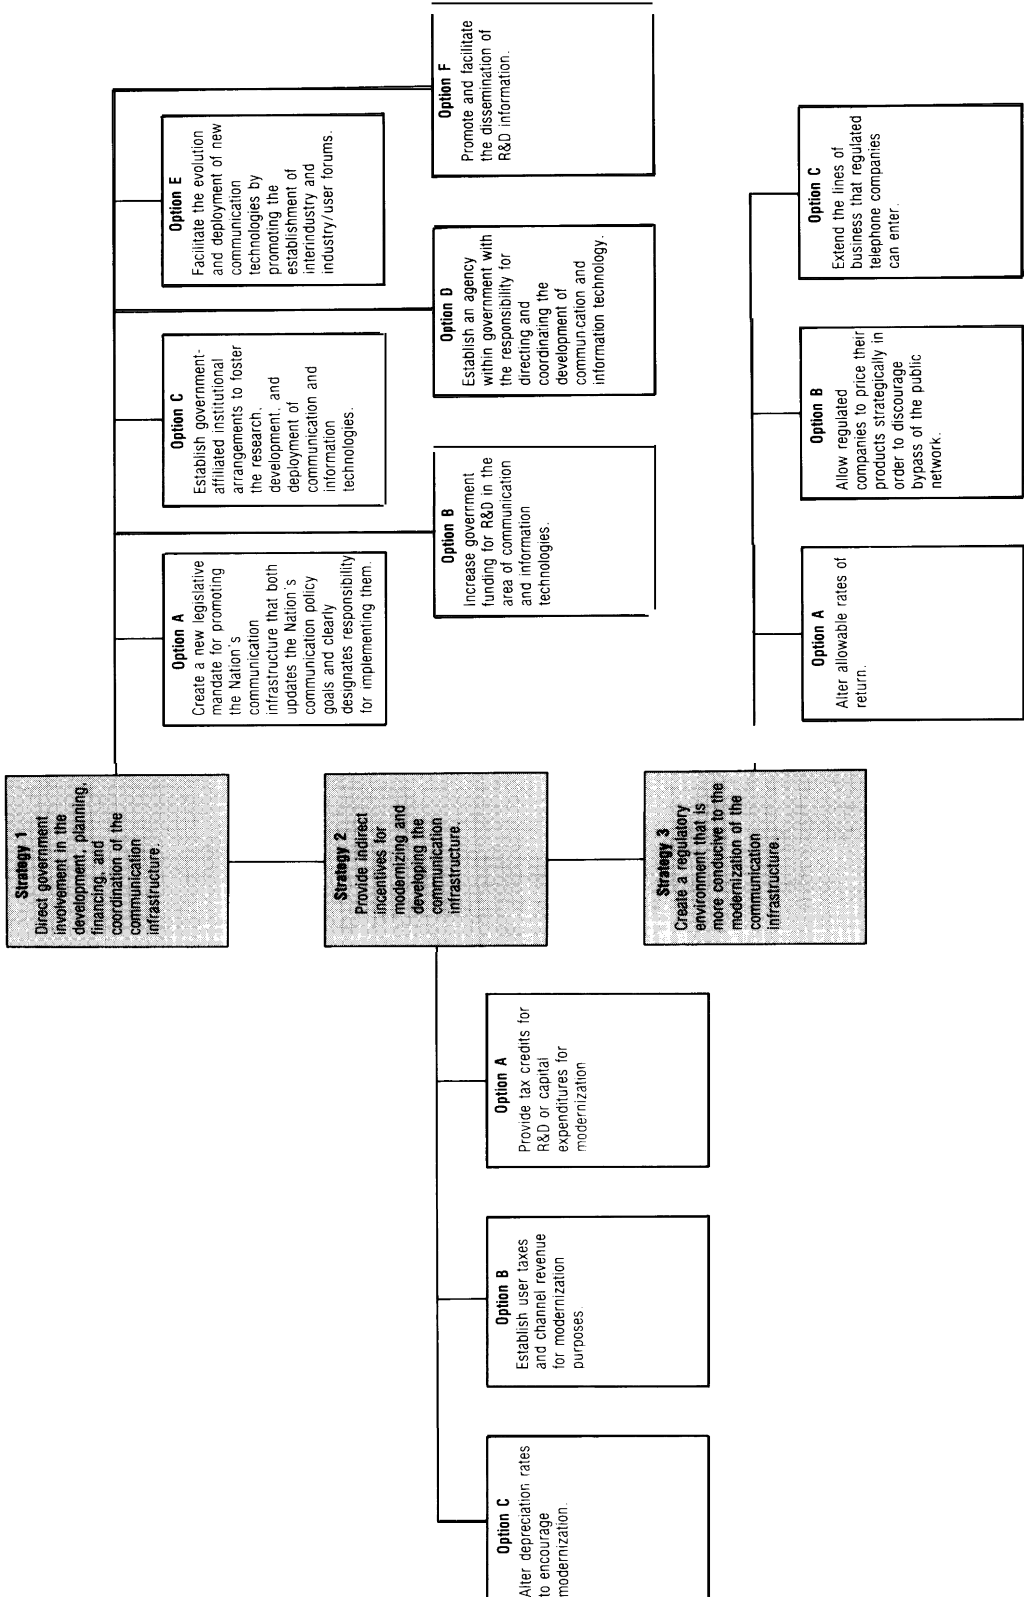 Strategy 1
Direct government
involvement in the
development, planning,
financing, and
coordination of the
communication
infrastructure.
Option A
Create a new legislative
mandate for promoting
the Nation's
communication
infrastructure that both
updates the Nation's
communication policy
goals and clearly
designates responsibility
for implementing them.
Option B
Increase government
funding for R&D in the
area of communication
and information
technologies.
Option C
Establish government-
affiliated institutional
arrangements to foster
the research,
development, and
deployment of
communication and
information
technologies.
Option D
Establish an agency
within government with
the responsibility for
directing and
coordinating the
development of
communication and
information technology.
Option E
Facilitate the evolution
and deployment of new
communication
technologies by
promoting the
establishment of
interindustry and
industry/user forums.
Option F
Promote and facilitate
the dissemination of
R&D information.
Strategy 2
Provide indirect
incentives for
modernizing and
developing the
communication
infrastructure.
Option A
Provide tax credits for
R&D or capital
expenditures for
modernization
Option B
Establish user taxes
and channel revenue
for modernization
purposes.
Option C
Alter depreciation rates
to encourage
modernization.
Strategy 3
Create a regulatory
environment that is
more conducive to the
modernization of the
communication
infrastructure.
Option A
Alter allowable rates of
return.
Option B
Allow regulated
companies to price their
products strategically in
order to discourage
bypass of the public
network.
Option C
Extend the lines of
business that regulated
telephone companies
can enter.